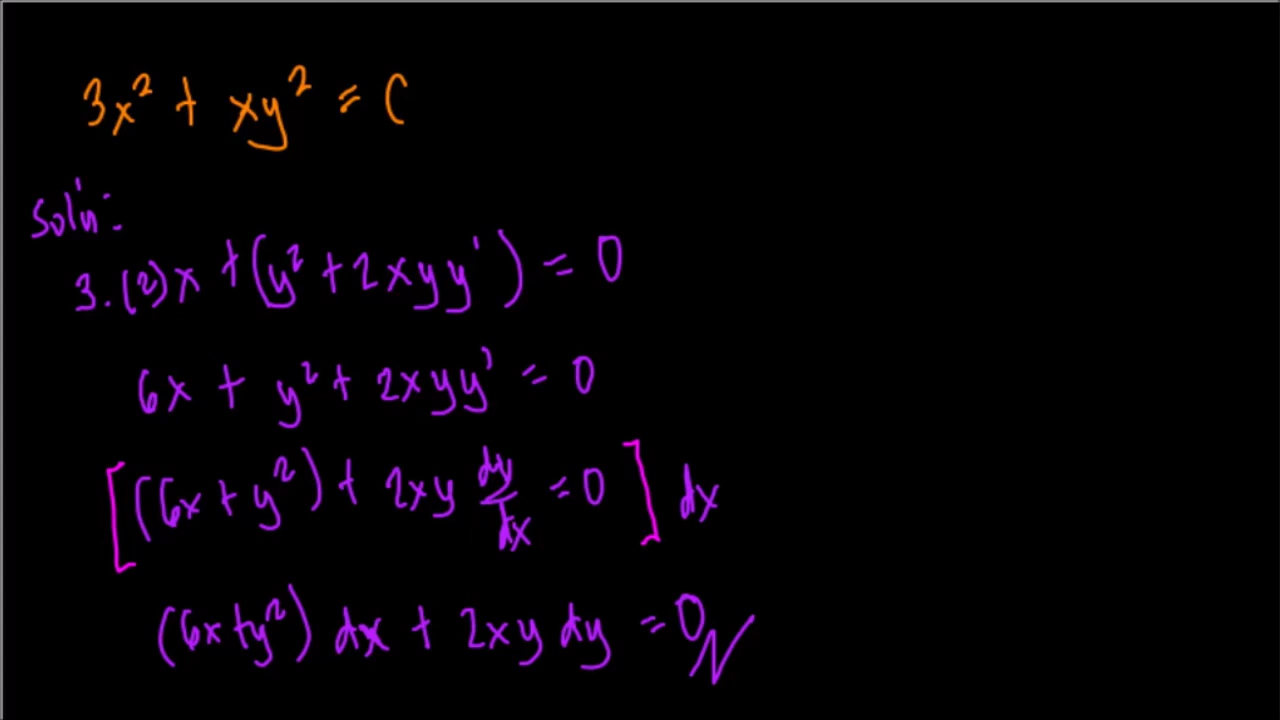 3x² + xy² = C
Sol'n:
3.(2)x + (y² + 2xyy') = 0
6x + y² + 2xyy' = 0
[(6x + y²) + 2xy dy/dx = 0] dx
(6x + y²) dx + 2xy dy = 0